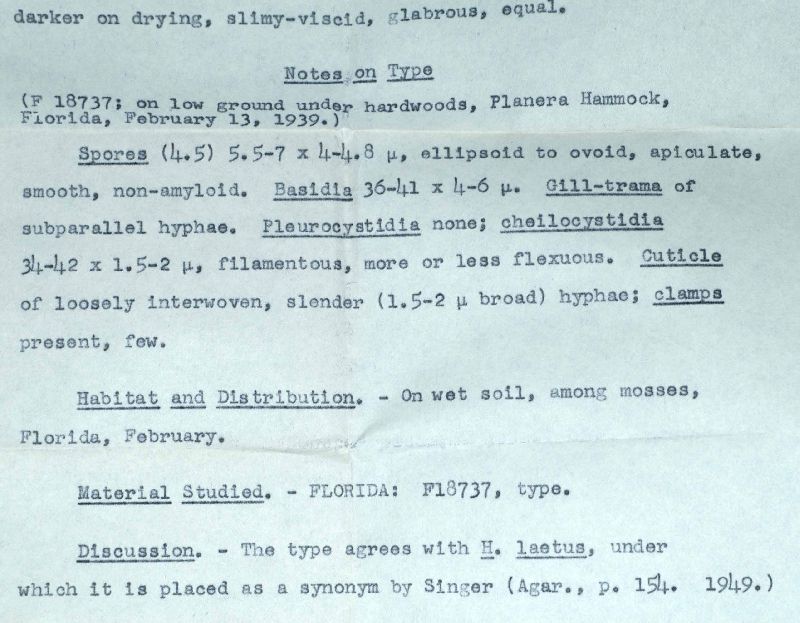 darker on drying, slimy-viscid, glabrous, equal.
Notes on Type
(F 18737; on low ground under hardwoods, Planera Hammock,
Florida, February 13, 1939.)
Spores (4.5) 5.5-7 x 4-4.8 µ, ellipsoid to ovoid, apiculate,
smooth, non-amyloid. Basidia 36-41 x 4-6 µ. Gill-trama of
subparallel hyphae. Pleurocystidia none; cheilocystidia
34-42 x 1.5-2 µ, filamentous, more or less flexuous. Cuticle
of loosely interwoven, slender (1.5-2 µ broad) hyphae; clamps
present, few.
Habitat and Distribution. - On wet soil, among mosses,
Florida, February.
Material Studied. - FLORIDA: F18737, type.
Discussion. - The type agrees with H. laetus, under
which it is placed as a synonym by Singer (Agar., p. 154. 1949.)